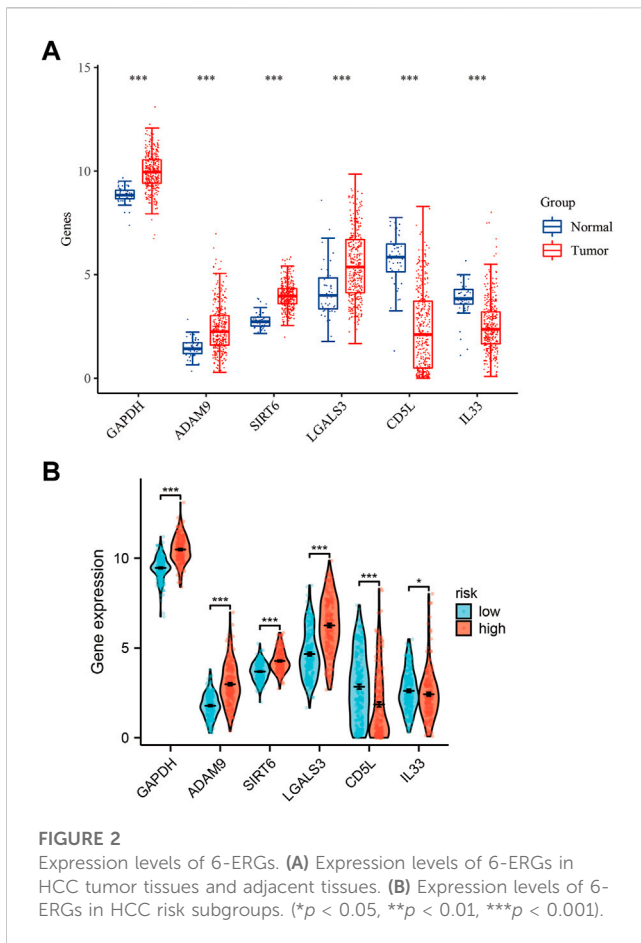 A
15
10
5
0
Genes
*** *** *** *** *** ***
GAPDH
ADAM9
SIRT6
LGALS3
CD5L
IL33
Group
Normal
Tumor
B
10
5
0
Gene expression
***
***
***
***
***
*
GAPDH
ADAM9
SIRT6
LGALS3
CD5L
IL33
risk
low
high
FIGURE 2
Expression levels of 6-ERGs. (A) Expression levels of 6-ERGs in
HCC tumor tissues and adjacent tissues. (B) Expression levels of 6-
ERGs in HCC risk subgroups. (*p < 0.05, **p < 0.01, ***p < 0.001).